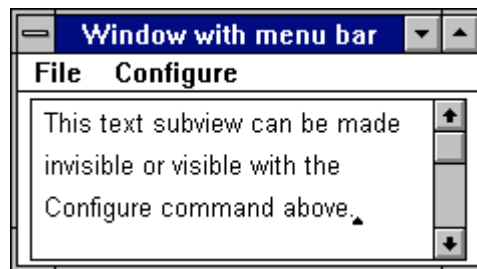 Window with menu bar
File Configure
This text subview can be made
invisible or visible with the
Configure command above.